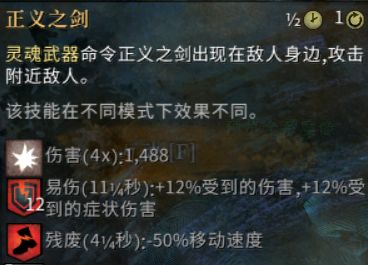 正义之剑 ½ 1
灵魂武器命令正义之剑出现在敌人身边,攻击
附近敌人。
该技能在不同模式下效果不同。
伤害(4x):1,488
易伤(11¼秒):+12%受到的伤害,+12%受
12
到的症状伤害
残废(4¼秒):-50%移动速度